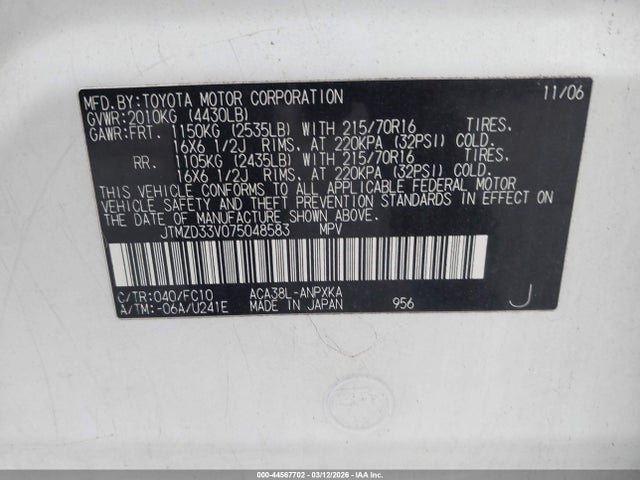 MFD.BY:TOYOTA MOTOR CORPORATION 11/06
GVWR:2010KG (4430LB)
GAWR:FRT. 1150KG (2535LB) WITH 215/70R16 TIRES,
16X6 1/2J RIMS, AT 220KPA (32PSI) COLD.
RR. 1105KG (2435LB) WITH 215/70R16 TIRES,
16X6 1/2J RIMS, AT 220KPA (32PSI) COLD.
THIS VEHICLE CONFORMS TO ALL APPLICABLE FEDERAL MOTOR
VEHICLE SAFETY AND THEFT PREVENTION STANDARDS IN EFFECT ON
THE DATE OF MANUFACTURE SHOWN ABOVE.
JTMZD33V075048583 MPV
C/TR:040/FC10 ACA38L-ANPXKA
A/TM:-06A/U241E MADE IN JAPAN 956 J
000-44567702 - 03/12/2026 - IAAI.com